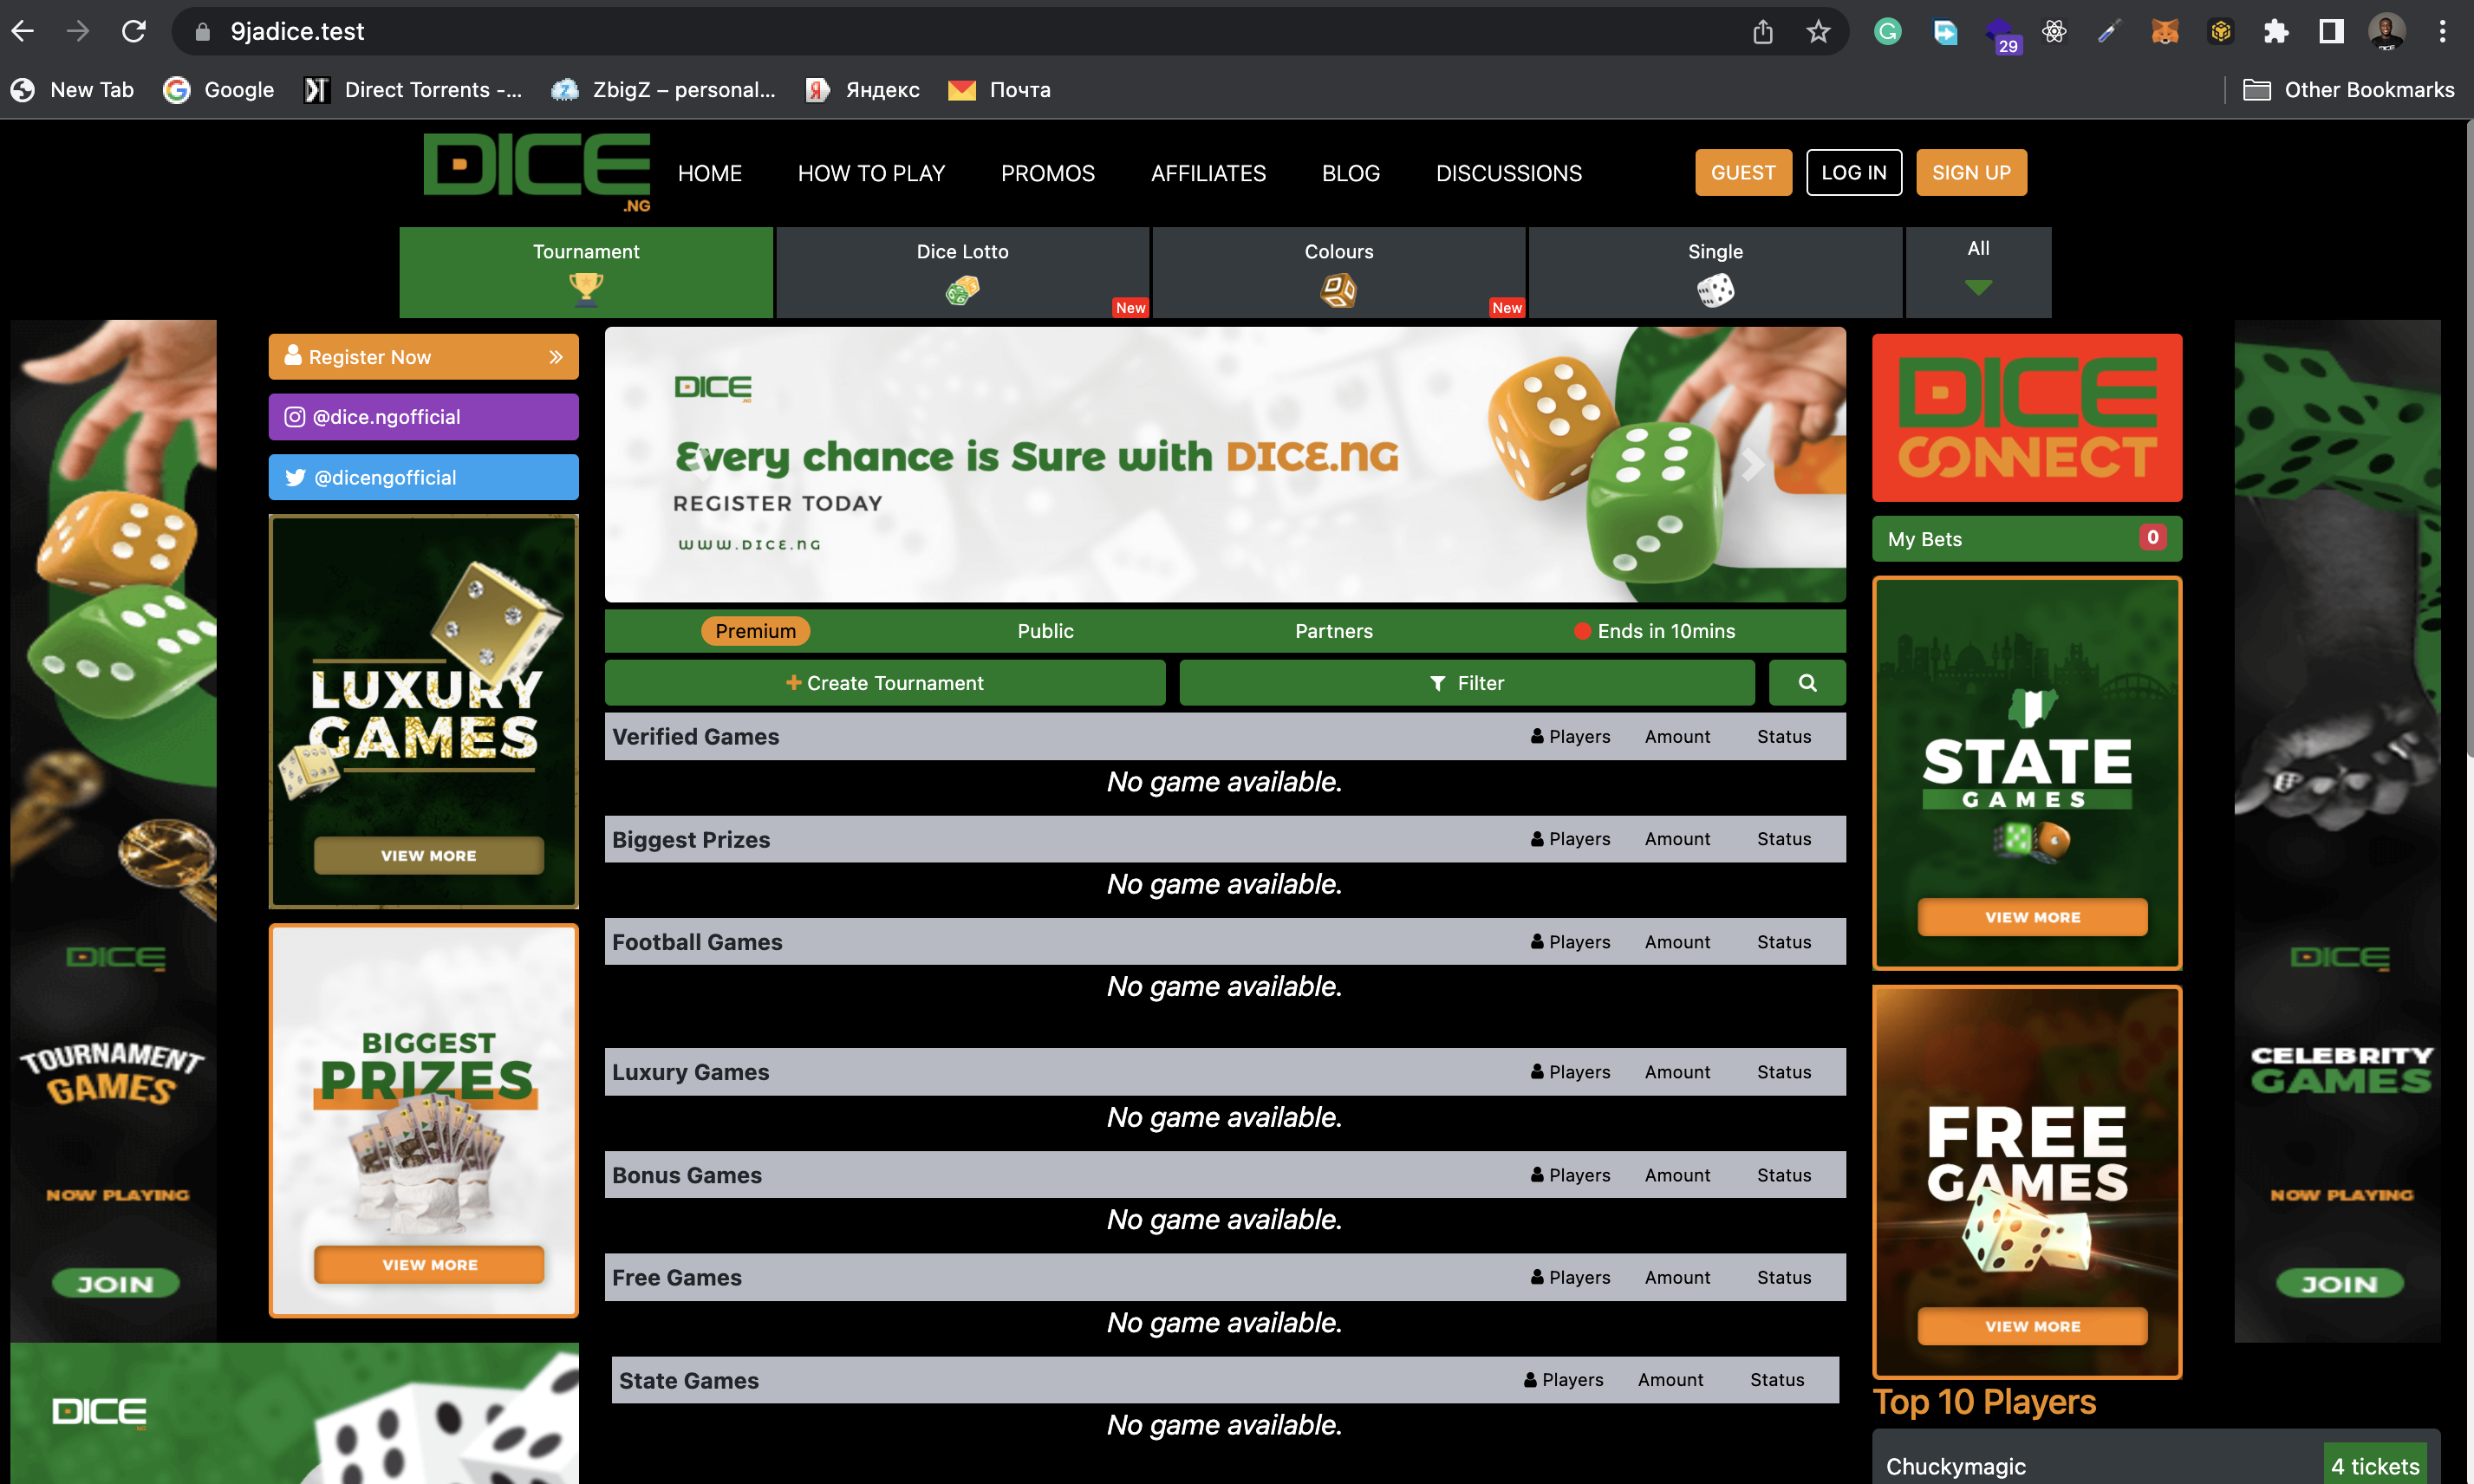 9jadice.test
29
New Tab
Google
Direct Torrents -...
ZbigZ – personal...
Яндекс
Почта
Other Bookmarks
DICE
.NG
HOME
HOW TO PLAY
PROMOS
AFFILIATES
BLOG
DISCUSSIONS
GUEST
LOG IN
SIGN UP
Tournament
Dice Lotto
New
Colours
New
Single
All
Register Now
@dice.ngofficial
@dicengofficial
LUXURY
GAMES
VIEW MORE
BIGGEST
PRIZES
VIEW MORE
DICE
TOURNAMENT
GAMES
NOW PLAYING
JOIN
DICE
DICE
Every chance is Sure with DICE.NG
REGISTER TODAY
WWW.DICE.NG
Premium
Public
Partners
Ends in 10mins
Create Tournament
Filter
Verified Games Players Amount Status
No game available.
Biggest Prizes Players Amount Status
No game available.
Football Games Players Amount Status
No game available.
Luxury Games Players Amount Status
No game available.
Bonus Games Players Amount Status
No game available.
Free Games Players Amount Status
No game available.
State Games Players Amount Status
No game available.
DICE
CONNECT
My Bets 0
STATE
GAMES
VIEW MORE
FREE
GAMES
VIEW MORE
Top 10 Players
Chuckymagic 4 tickets
DICE
CELEBRITY
GAMES
NOW PLAYING
JOIN